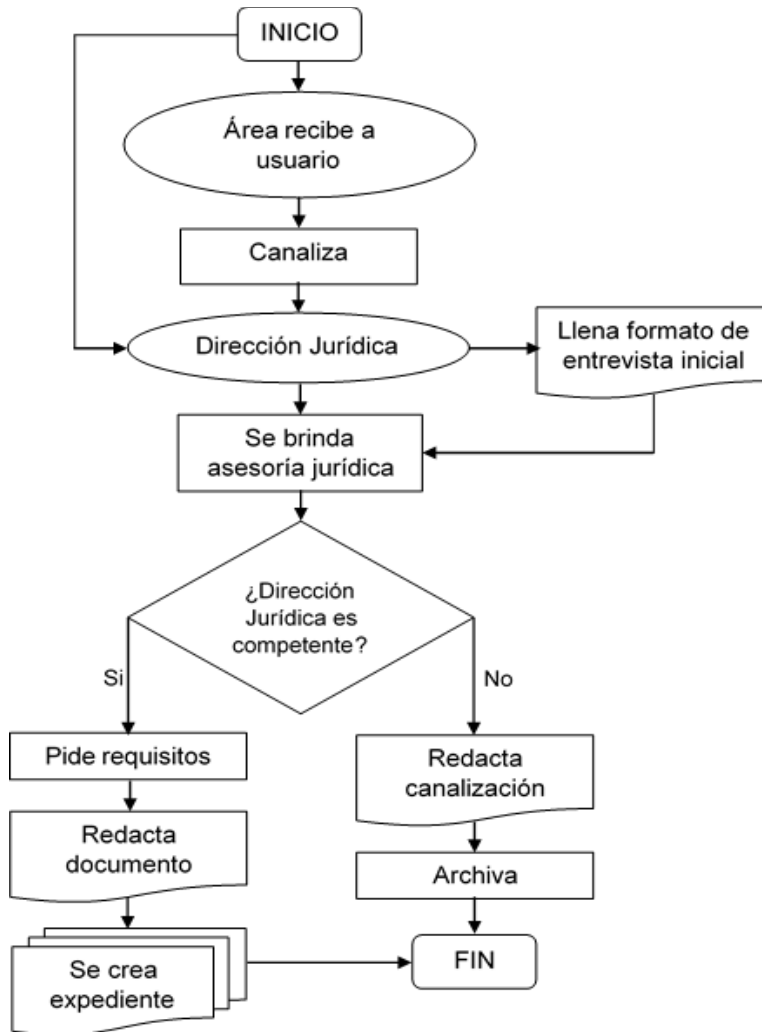 INICIO
Área recibe a
usuario
Canaliza
Dirección Jurídica
Llena formato de
entrevista inicial
Se brinda
asesoría jurídica
¿Dirección
Jurídica es
competente?
Si
No
Pide requisitos
Redacta
canalización
Redacta
documento
Archiva
Se crea
expediente
FIN